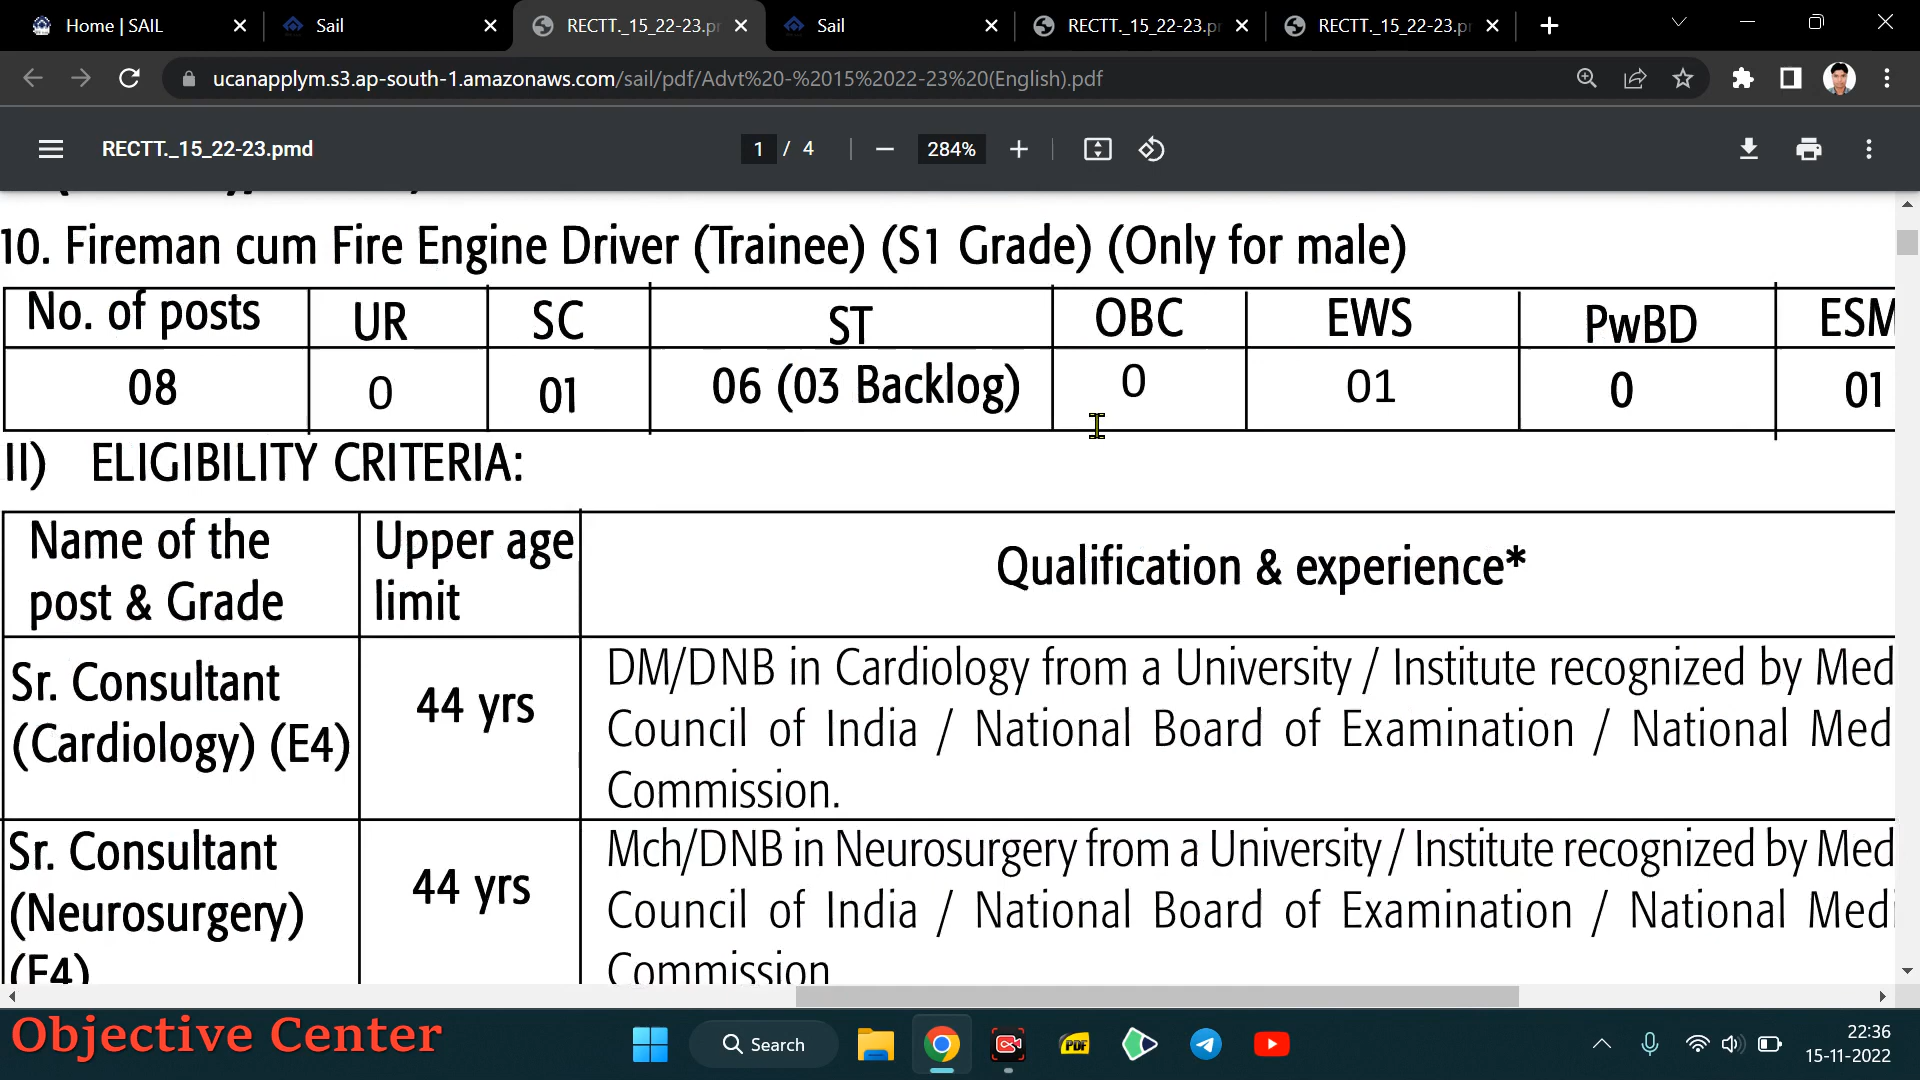 Home | SAIL
Sail
RECTT._15_22-23.p
Sail
RECTT._15_22-23.p
RECTT._15_22-23.p
ucanapplym.s3.ap-south-1.amazonaws.com/sail/pdf/Advt%20-%2015%2022-23%20(English).pdf
RECTT._15_22-23.pmd
1 / 4
284%
10. Fireman cum Fire Engine Driver (Trainee) (S1 Grade) (Only for male)
No. of posts UR SC ST OBC EWS PwBD ESM
08 0 01 06 (03 Backlog) 0 01 0 01
II) ELIGIBILITY CRITERIA:
Name of the post & Grade
Upper age limit
Qualification & experience*
Sr. Consultant
(Cardiology) (E4)
44 yrs
DM/DNB in Cardiology from a University / Institute recognized by Med
Council of India / National Board of Examination / National Med
Commission.
Sr. Consultant
(Neurosurgery)
(E4)
44 yrs
Mch/DNB in Neurosurgery from a University / Institute recognized by Med
Council of India / National Board of Examination / National Medi
Commission
Objective Center
Search
PDF
22:36
15-11-2022